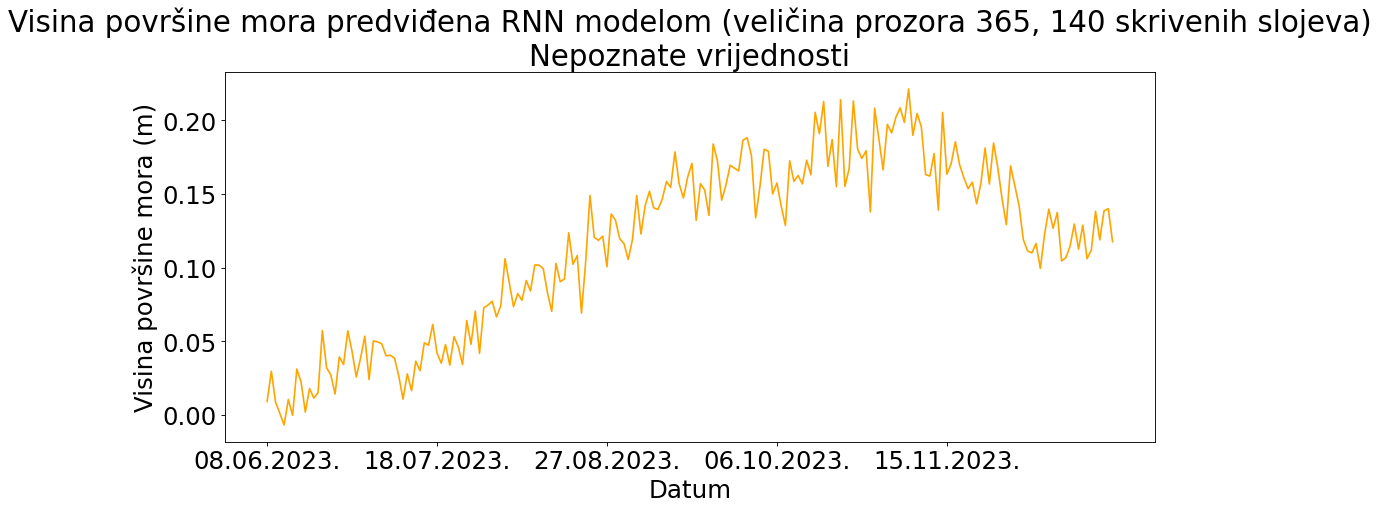 Visina površine mora predviđena RNN modelom (veličina prozora 365, 140 skrivenih slojeva)
Nepoznate vrijednosti
Visina površine mora (m)
0.20
0.15
0.10
0.05
0.00
08.06.2023. 18.07.2023. 27.08.2023. 06.10.2023. 15.11.2023.
Datum